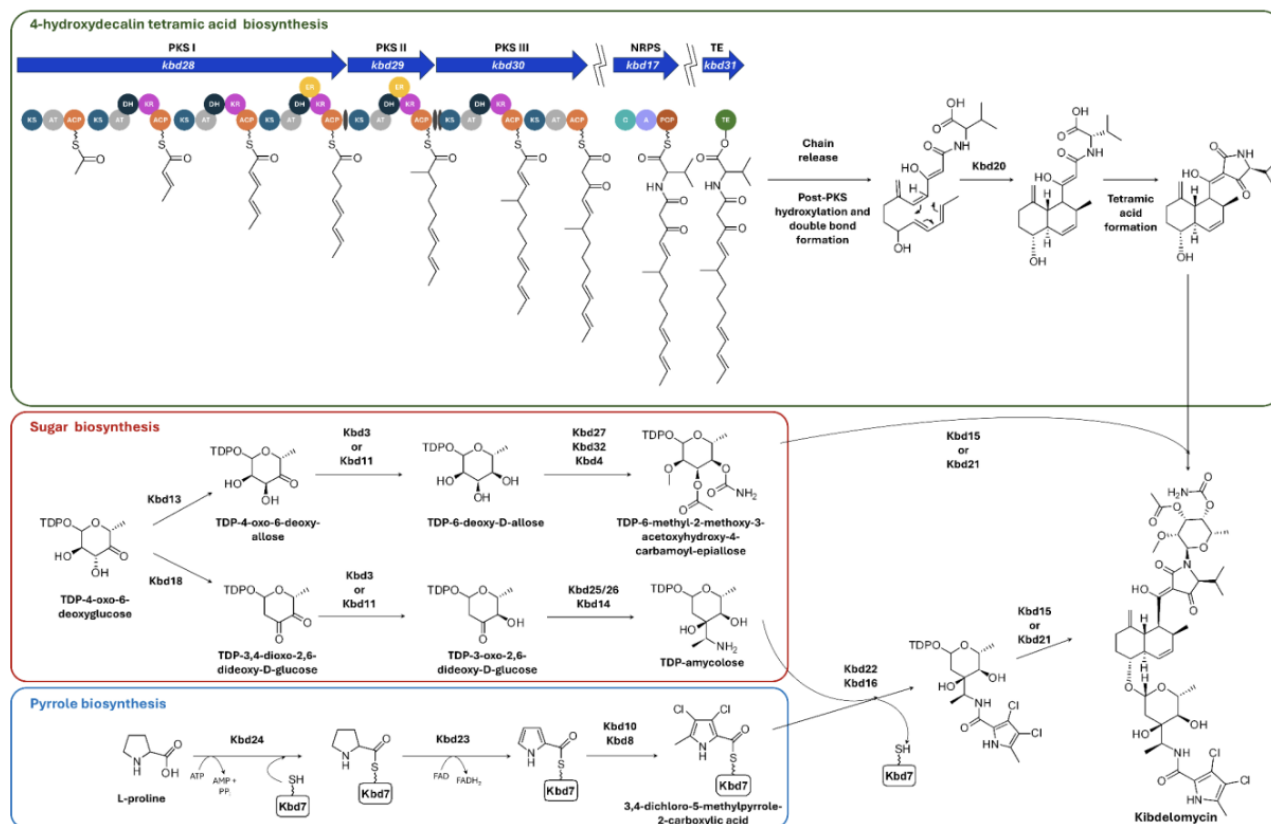 4-hydroxydecalin tetramic acid biosynthesis
PKS I
PKS II
PKS III
NRPS
TE
kbd28
kbd29
kbd30
kbd17
kbd31
ER
ER
DH KR
DH KR
DH KR
DH KR
DH KR
KS AT ACP KS AT ACP KS AT ACP KS AT ACP KS AT ACP KS AT ACP KS AT ACP
C A PCP
TE
Chain
release
Post-PKS
hydroxylation and
double bond
formation
Kbd20
Tetramic
acid
formation
Sugar biosynthesis
TDP-4-oxo-6-
deoxyglucose
Kbd13
Kbd18
TDP-4-oxo-6-deoxy-
allose
Kbd3
or
Kbd11
TDP-6-deoxy-D-allose
Kbd27
Kbd32
Kbd4
TDP-6-methyl-2-methoxy-3-
acetoxyhydroxy-4-
carbamoyl-epiallose
Kbd15
or
Kbd21
TDP-3,4-dioxo-2,6-
dideoxy-D-glucose
Kbd3
or
Kbd11
TDP-3-oxo-2,6-
dideoxy-D-glucose
Kbd25/26
Kbd14
TDP-amycolose
Kbd22
Kbd16
Kbd15
or
Kbd21
Pyrrole biosynthesis
L-proline
Kbd24
ATP
AMP +
PPi
SH
Kbd7
Kbd7
Kbd23
FAD
FADH2
Kbd7
Kbd10
Kbd8
Kbd7
3,4-dichloro-5-methylpyrrole-
2-carboxylic acid
SH
Kbd7
Kibdelomycin